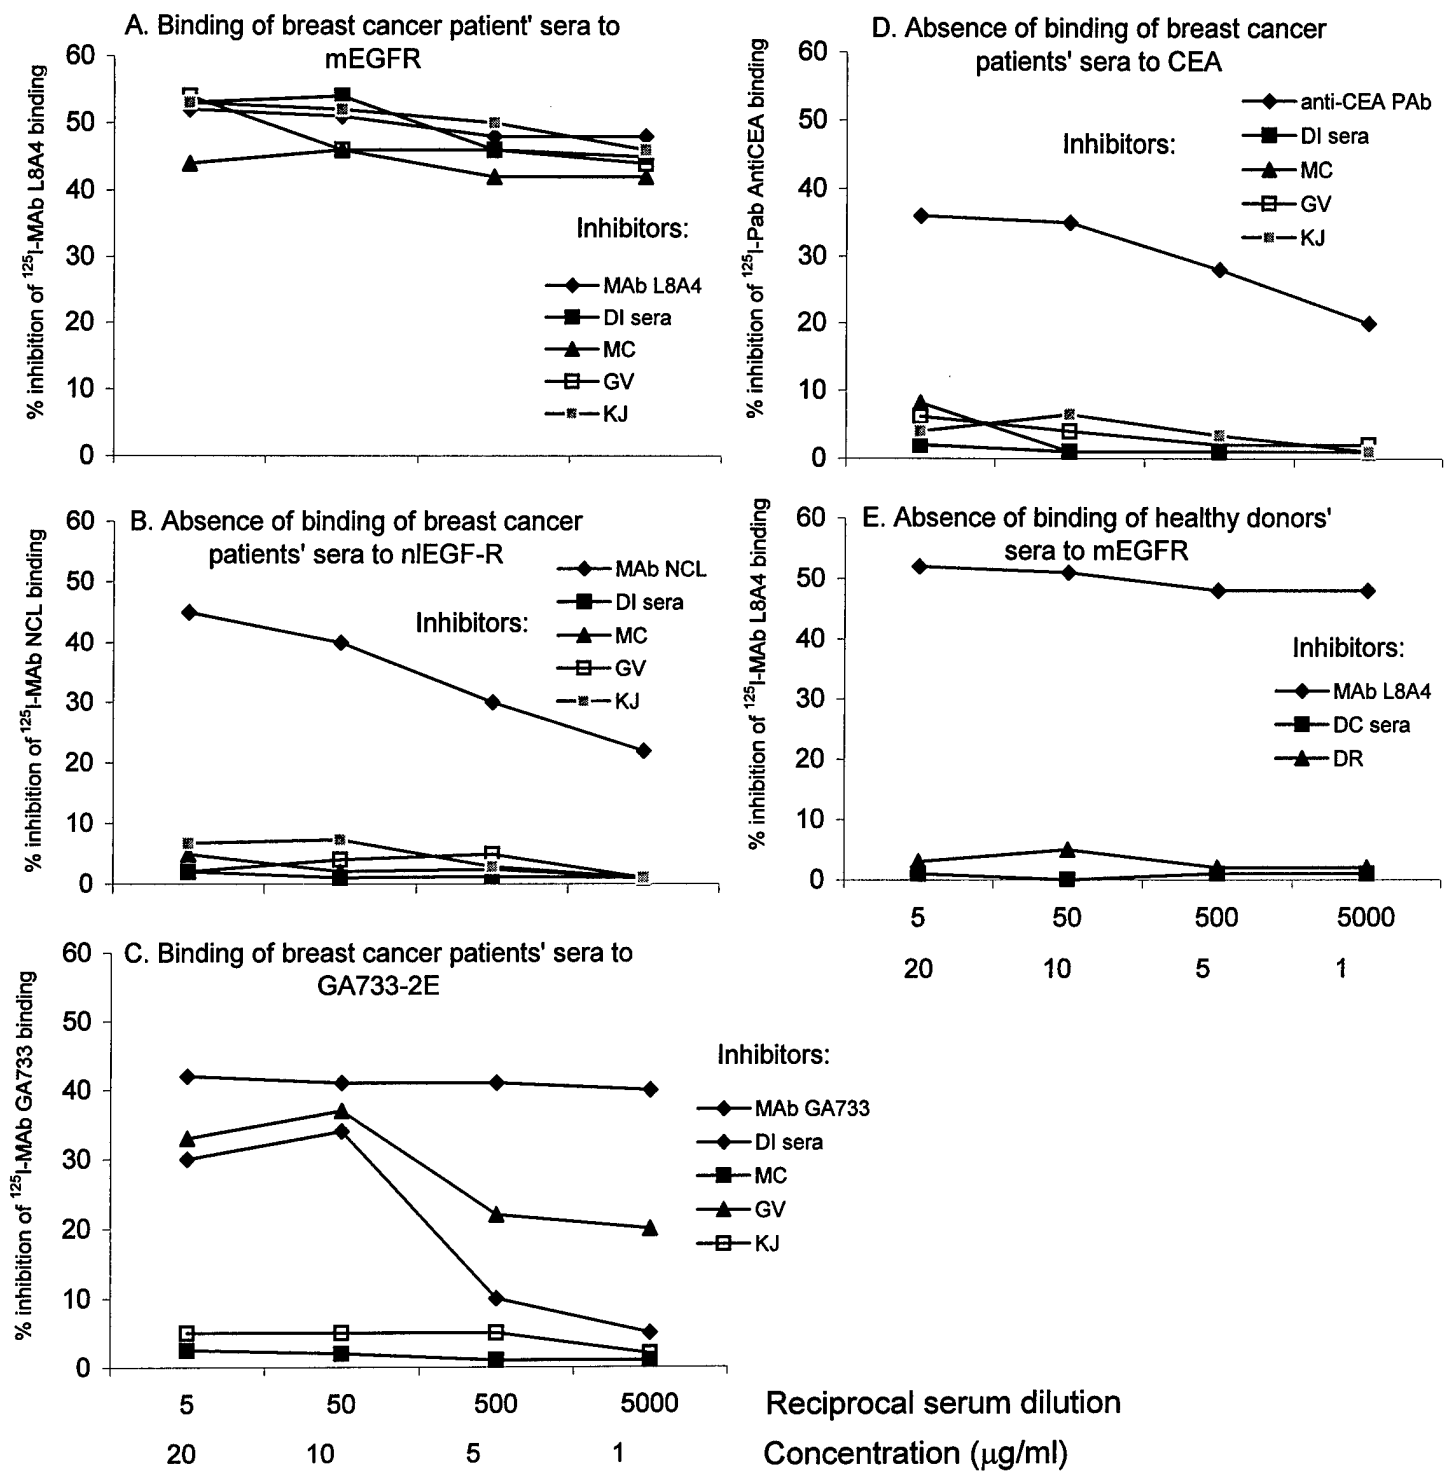 A. Binding of breast cancer patient' sera to
mEGFR
% inhibition of ¹²⁵I-MAb L8A4 binding
60
50
40
30
20
10
0
Inhibitors:
MAb L8A4
DI sera
MC
GV
KJ
B. Absence of binding of breast cancer
patients' sera to nlEGF-R
% inhibition of ¹²⁵I-MAb NCL binding
60
50
40
30
20
10
0
Inhibitors:
MAb NCL
DI sera
MC
GV
KJ
C. Binding of breast cancer patients' sera to
GA733-2E
% inhibition of ¹²⁵I-MAb GA733 binding
60
50
40
30
20
10
0
Inhibitors:
MAb GA733
DI sera
MC
GV
KJ
5 50 500 5000
20 10 5 1
Reciprocal serum dilution
Concentration (μg/ml)
D. Absence of binding of breast cancer
patients' sera to CEA
% inhibition of ¹²⁵I-Pab AntiCEA binding
60
50
40
30
20
10
0
Inhibitors:
anti-CEA PAb
DI sera
MC
GV
KJ
E. Absence of binding of healthy donors'
sera to mEGFR
% inhibition of ¹²⁵I-MAb L8A4 binding
60
50
40
30
20
10
0
Inhibitors:
MAb L8A4
DC sera
DR
5 50 500 5000
20 10 5 1